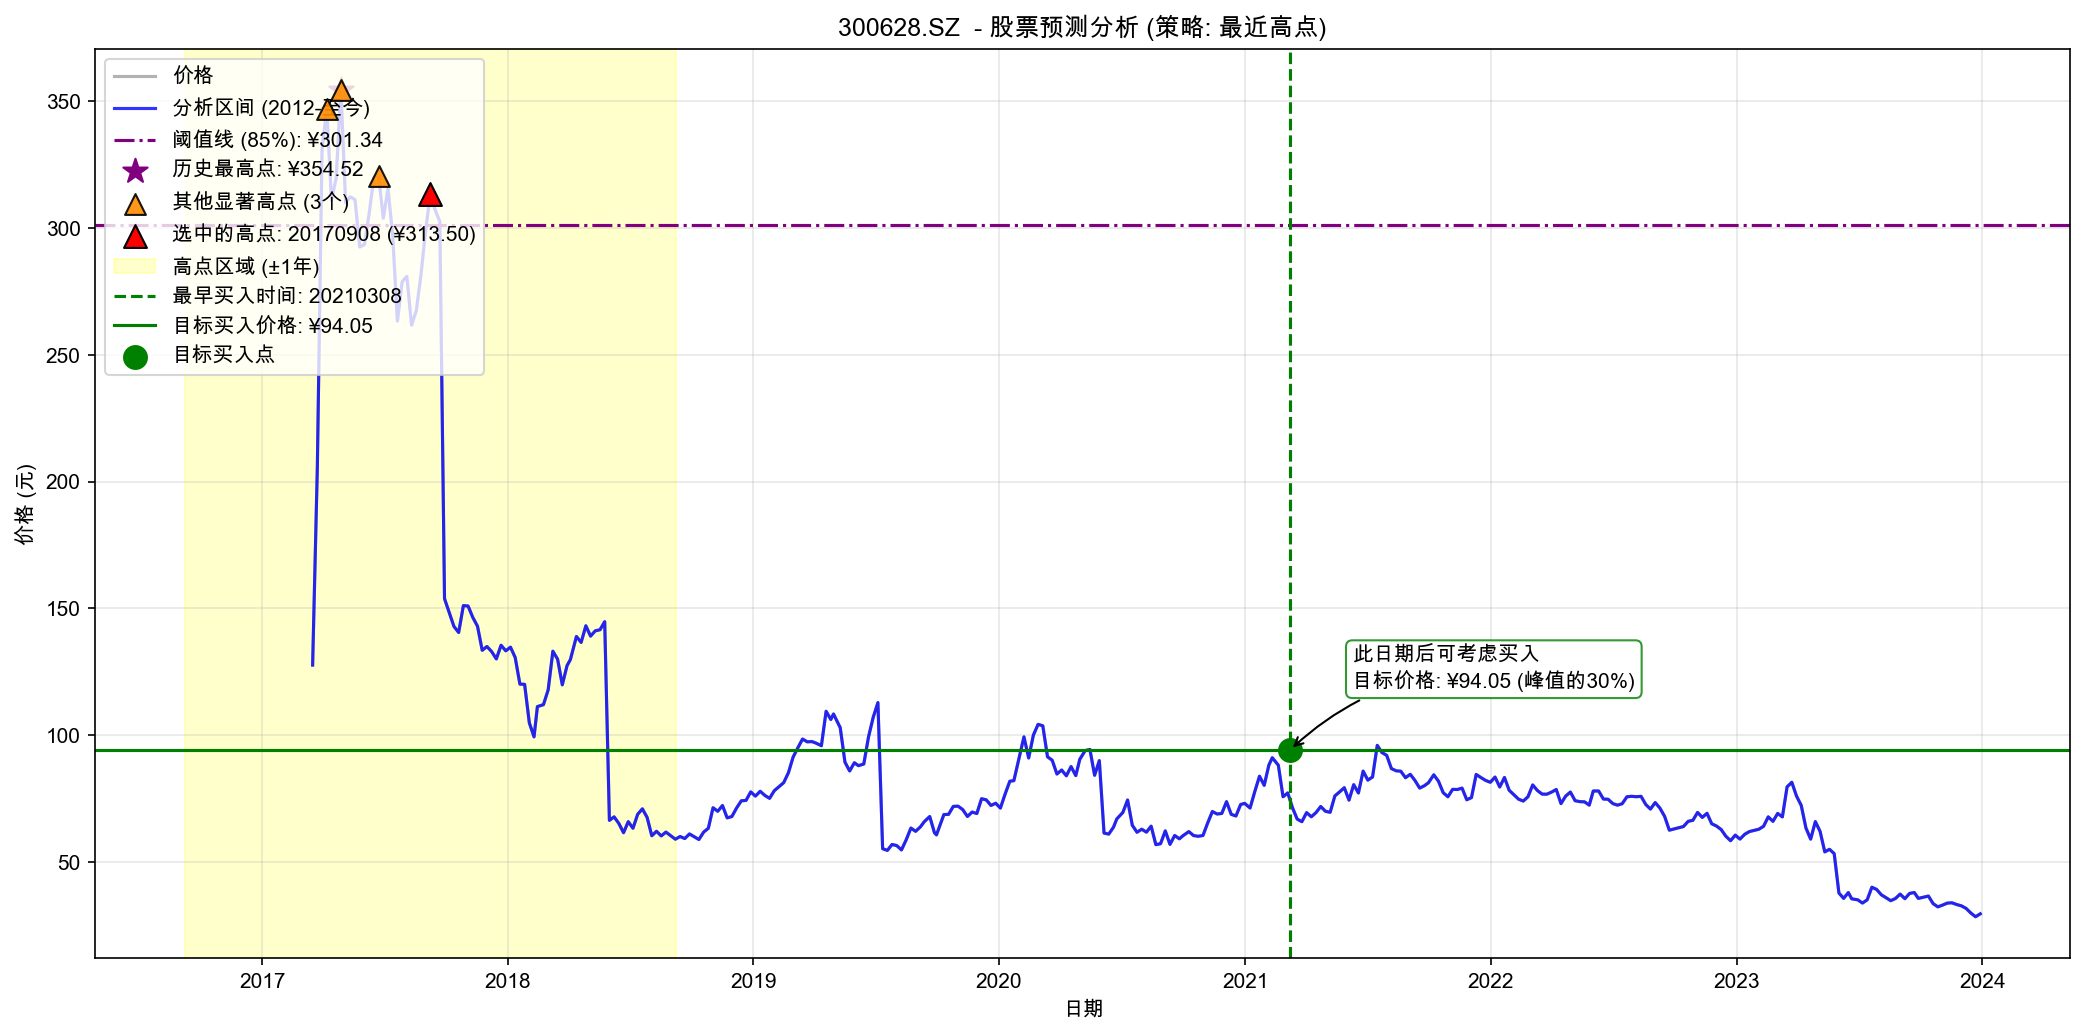 300628.SZ  - 股票预测分析 (策略: 最近高点)
价格
分析区间 (2012-至今)
阈值线 (85%): ¥301.34
历史最高点: ¥354.52
其他显著高点 (3个)
选中的高点: 20170908 (¥313.50)
高点区域 (±1年)
最早买入时间: 20210308
目标买入价格: ¥94.05
目标买入点
350
300
250
200
150
100
50
价格 (元)
此日期后可考虑买入
目标价格: ¥94.05 (峰值的30%)
2017
2018
2019
2020
2021
2022
2023
2024
日期